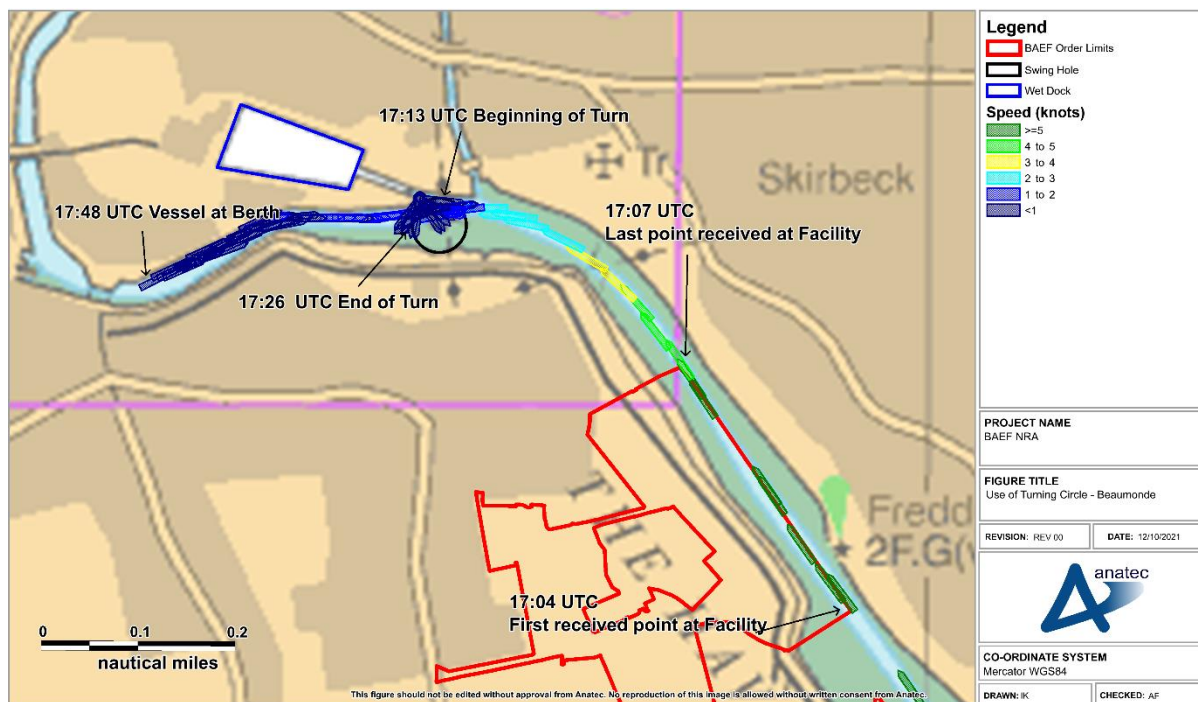 17:13 UTC Beginning of Turn
Tr
Skirbeck
17:48 UTC Vessel at Berth
17:07 UTC
Last point received at Facility
17:26 UTC End of Turn
THE
Fredd
2F.G(v
17:04 UTC
First received point at Facility
0 0.1 0.2
nautical miles
This figure should not be edited without approval from Anatec. No reproduction of this image is allowed without written consent from Anatec.
Legend
BAEF Order Limits
Swing Hole
Wet Dock
Speed (knots)
>=5
4 to 5
3 to 4
2 to 3
1 to 2
<1
PROJECT NAME
BAEF NRA
FIGURE TITLE
Use of Turning Circle - Beaumonde
REVISION: REV 00 DATE: 12/10/2021
anatec
CO-ORDINATE SYSTEM
Mercator WGS84
DRAWN: IK CHECKED: AF